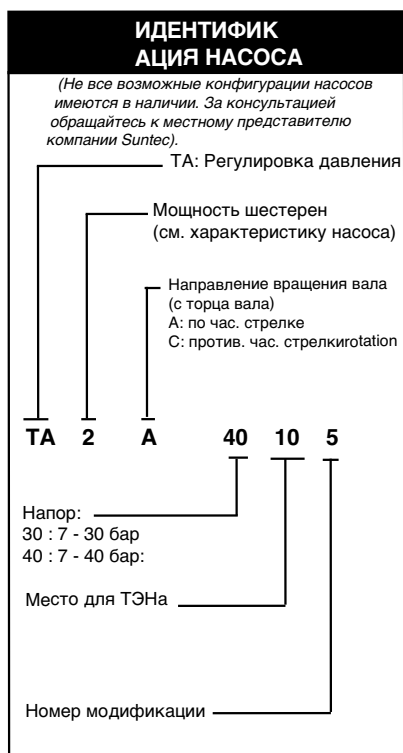 ИДЕНТИФИК
АЦИЯ НАСОСА
(Не все возможные конфигурации насосов
имеются в наличии. За консультацией
обращайтесь к местному представителю
компании Suntec).
TA: Регулировка давления
Мощность шестерен
(см. характеристику насоса)
Направление вращения вала
(с торца вала)
A: по час. стрелке
C: против. час. стрелкиrotation
TA 2 A 40 10 5
Напор:
30 : 7 - 30 бар
40 : 7 - 40 бар:
Место для ТЭНа
Номер модификации